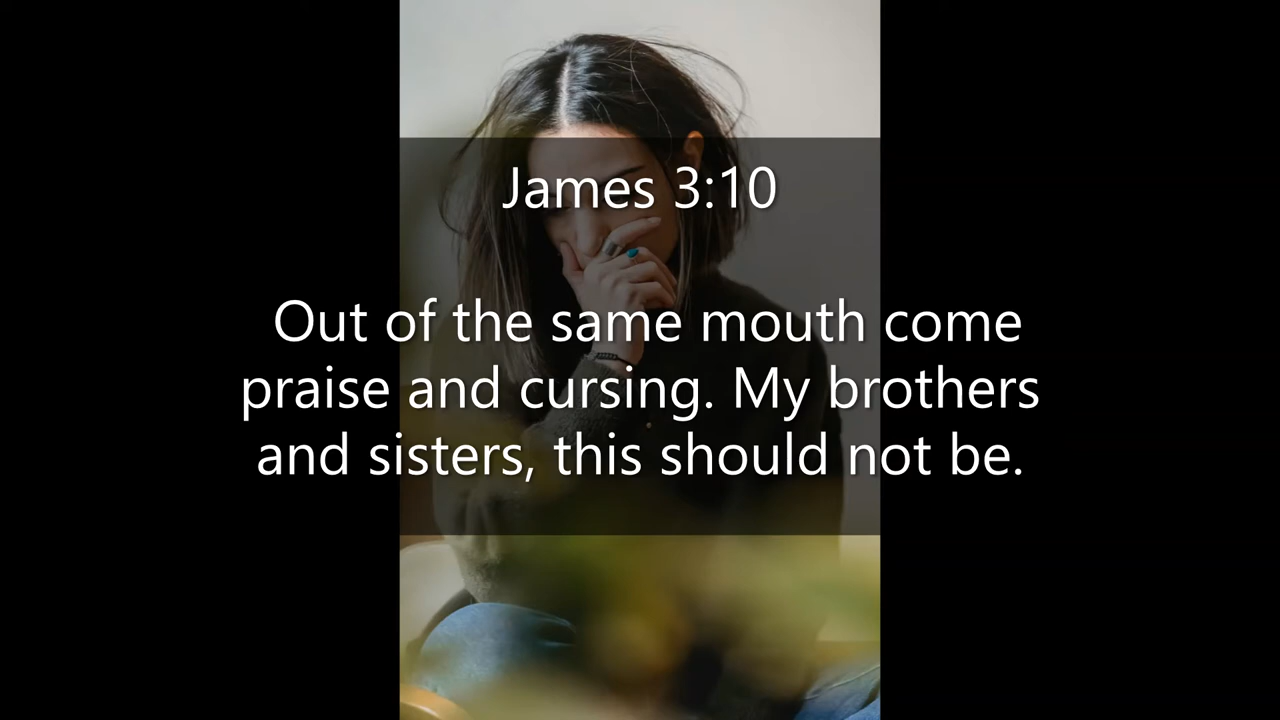 James 3:10
Out of the same mouth come
praise and cursing. My brothers
and sisters, this should not be.